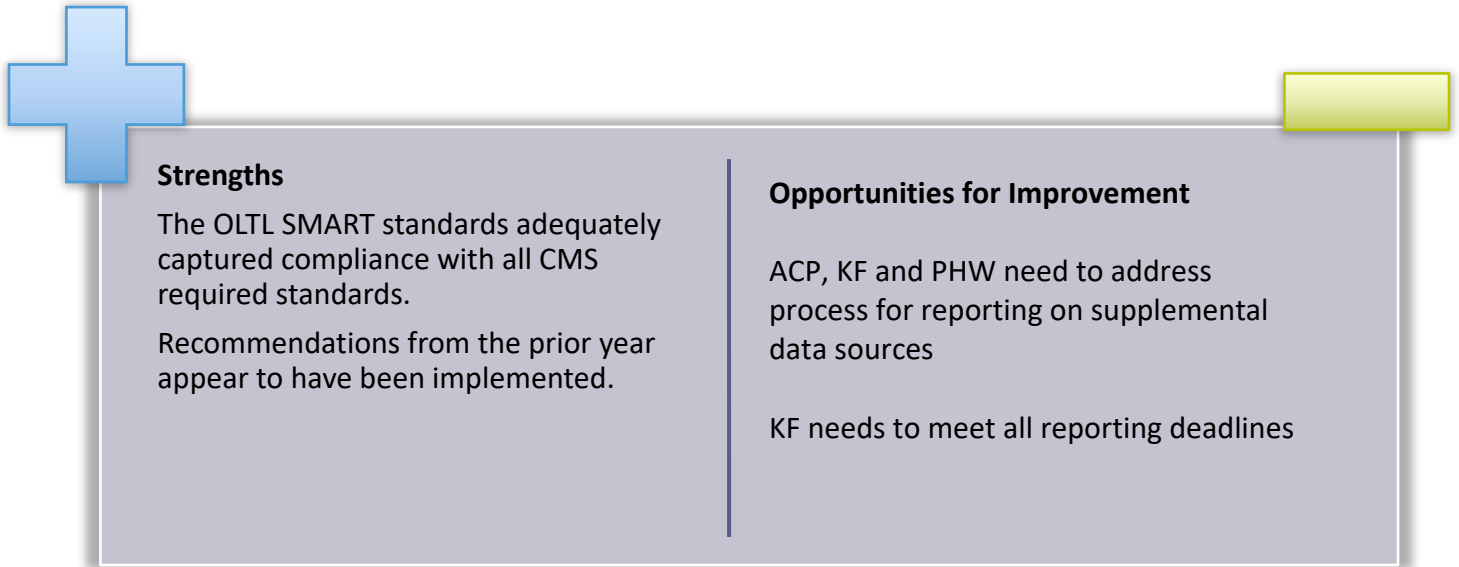 Strengths
The OLTL SMART standards adequately
captured compliance with all CMS
required standards.
Recommendations from the prior year
appear to have been implemented.
Opportunities for Improvement
ACP, KF and PHW need to address
process for reporting on supplemental
data sources
KF needs to meet all reporting deadlines